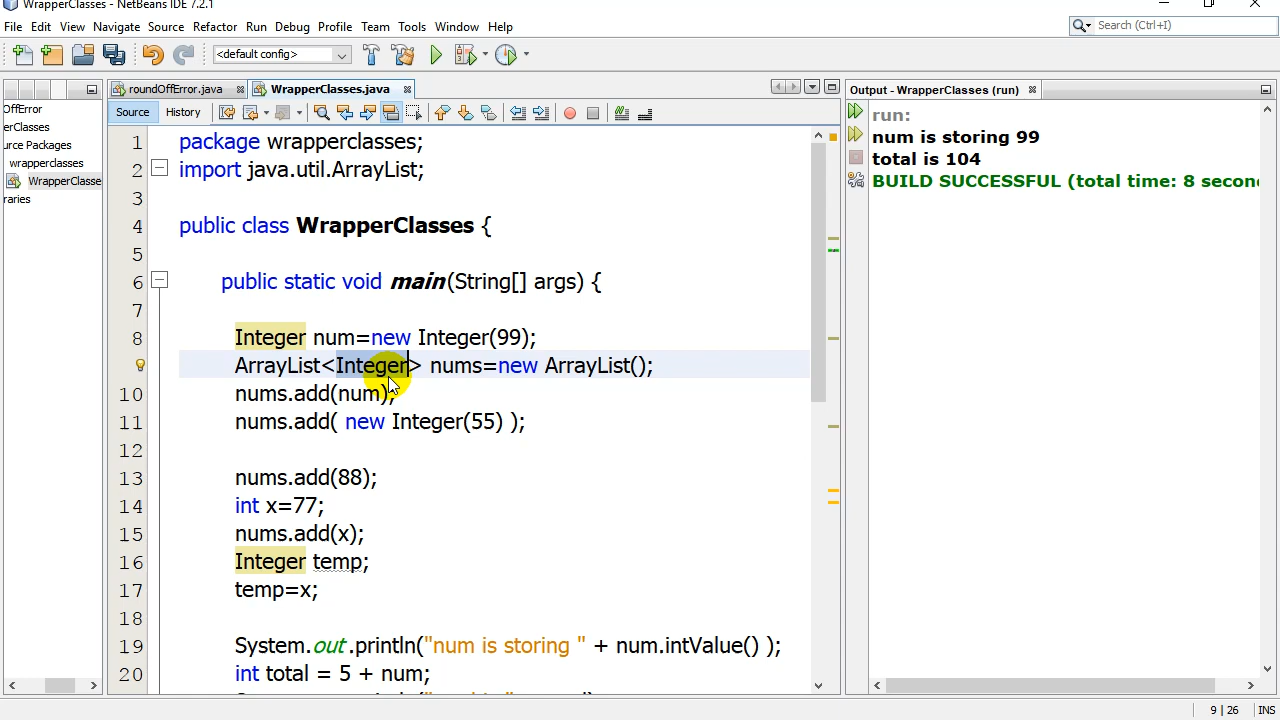 WrapperClasses - NetBeans IDE 7.2.1
File Edit View Navigate Source Refactor Run Debug Profile Team Tools Window Help
Search (Ctrl+I)
<default config>
roundOffError.java
WrapperClasses.java
Output - WrapperClasses (run)
Source History
OffError
erClasses
urce Packages
wrapperclasses
WrapperClasse
raries
1 package wrapperclasses;
2 import java.util.ArrayList;
3
4 public class WrapperClasses {
5
6 public static void main(String[] args) {
7
8 Integer num=new Integer(99);
ArrayList<Integer> nums=new ArrayList();
10 nums.add(num);
11 nums.add( new Integer(55) );
12
13 nums.add(88);
14 int x=77;
15 nums.add(x);
16 Integer temp;
17 temp=x;
18
19 System.out.println("num is storing " + num.intValue() );
20 int total = 5 + num;
run:
num is storing 99
total is 104
BUILD SUCCESSFUL (total time: 8 secon
9 | 26 INS